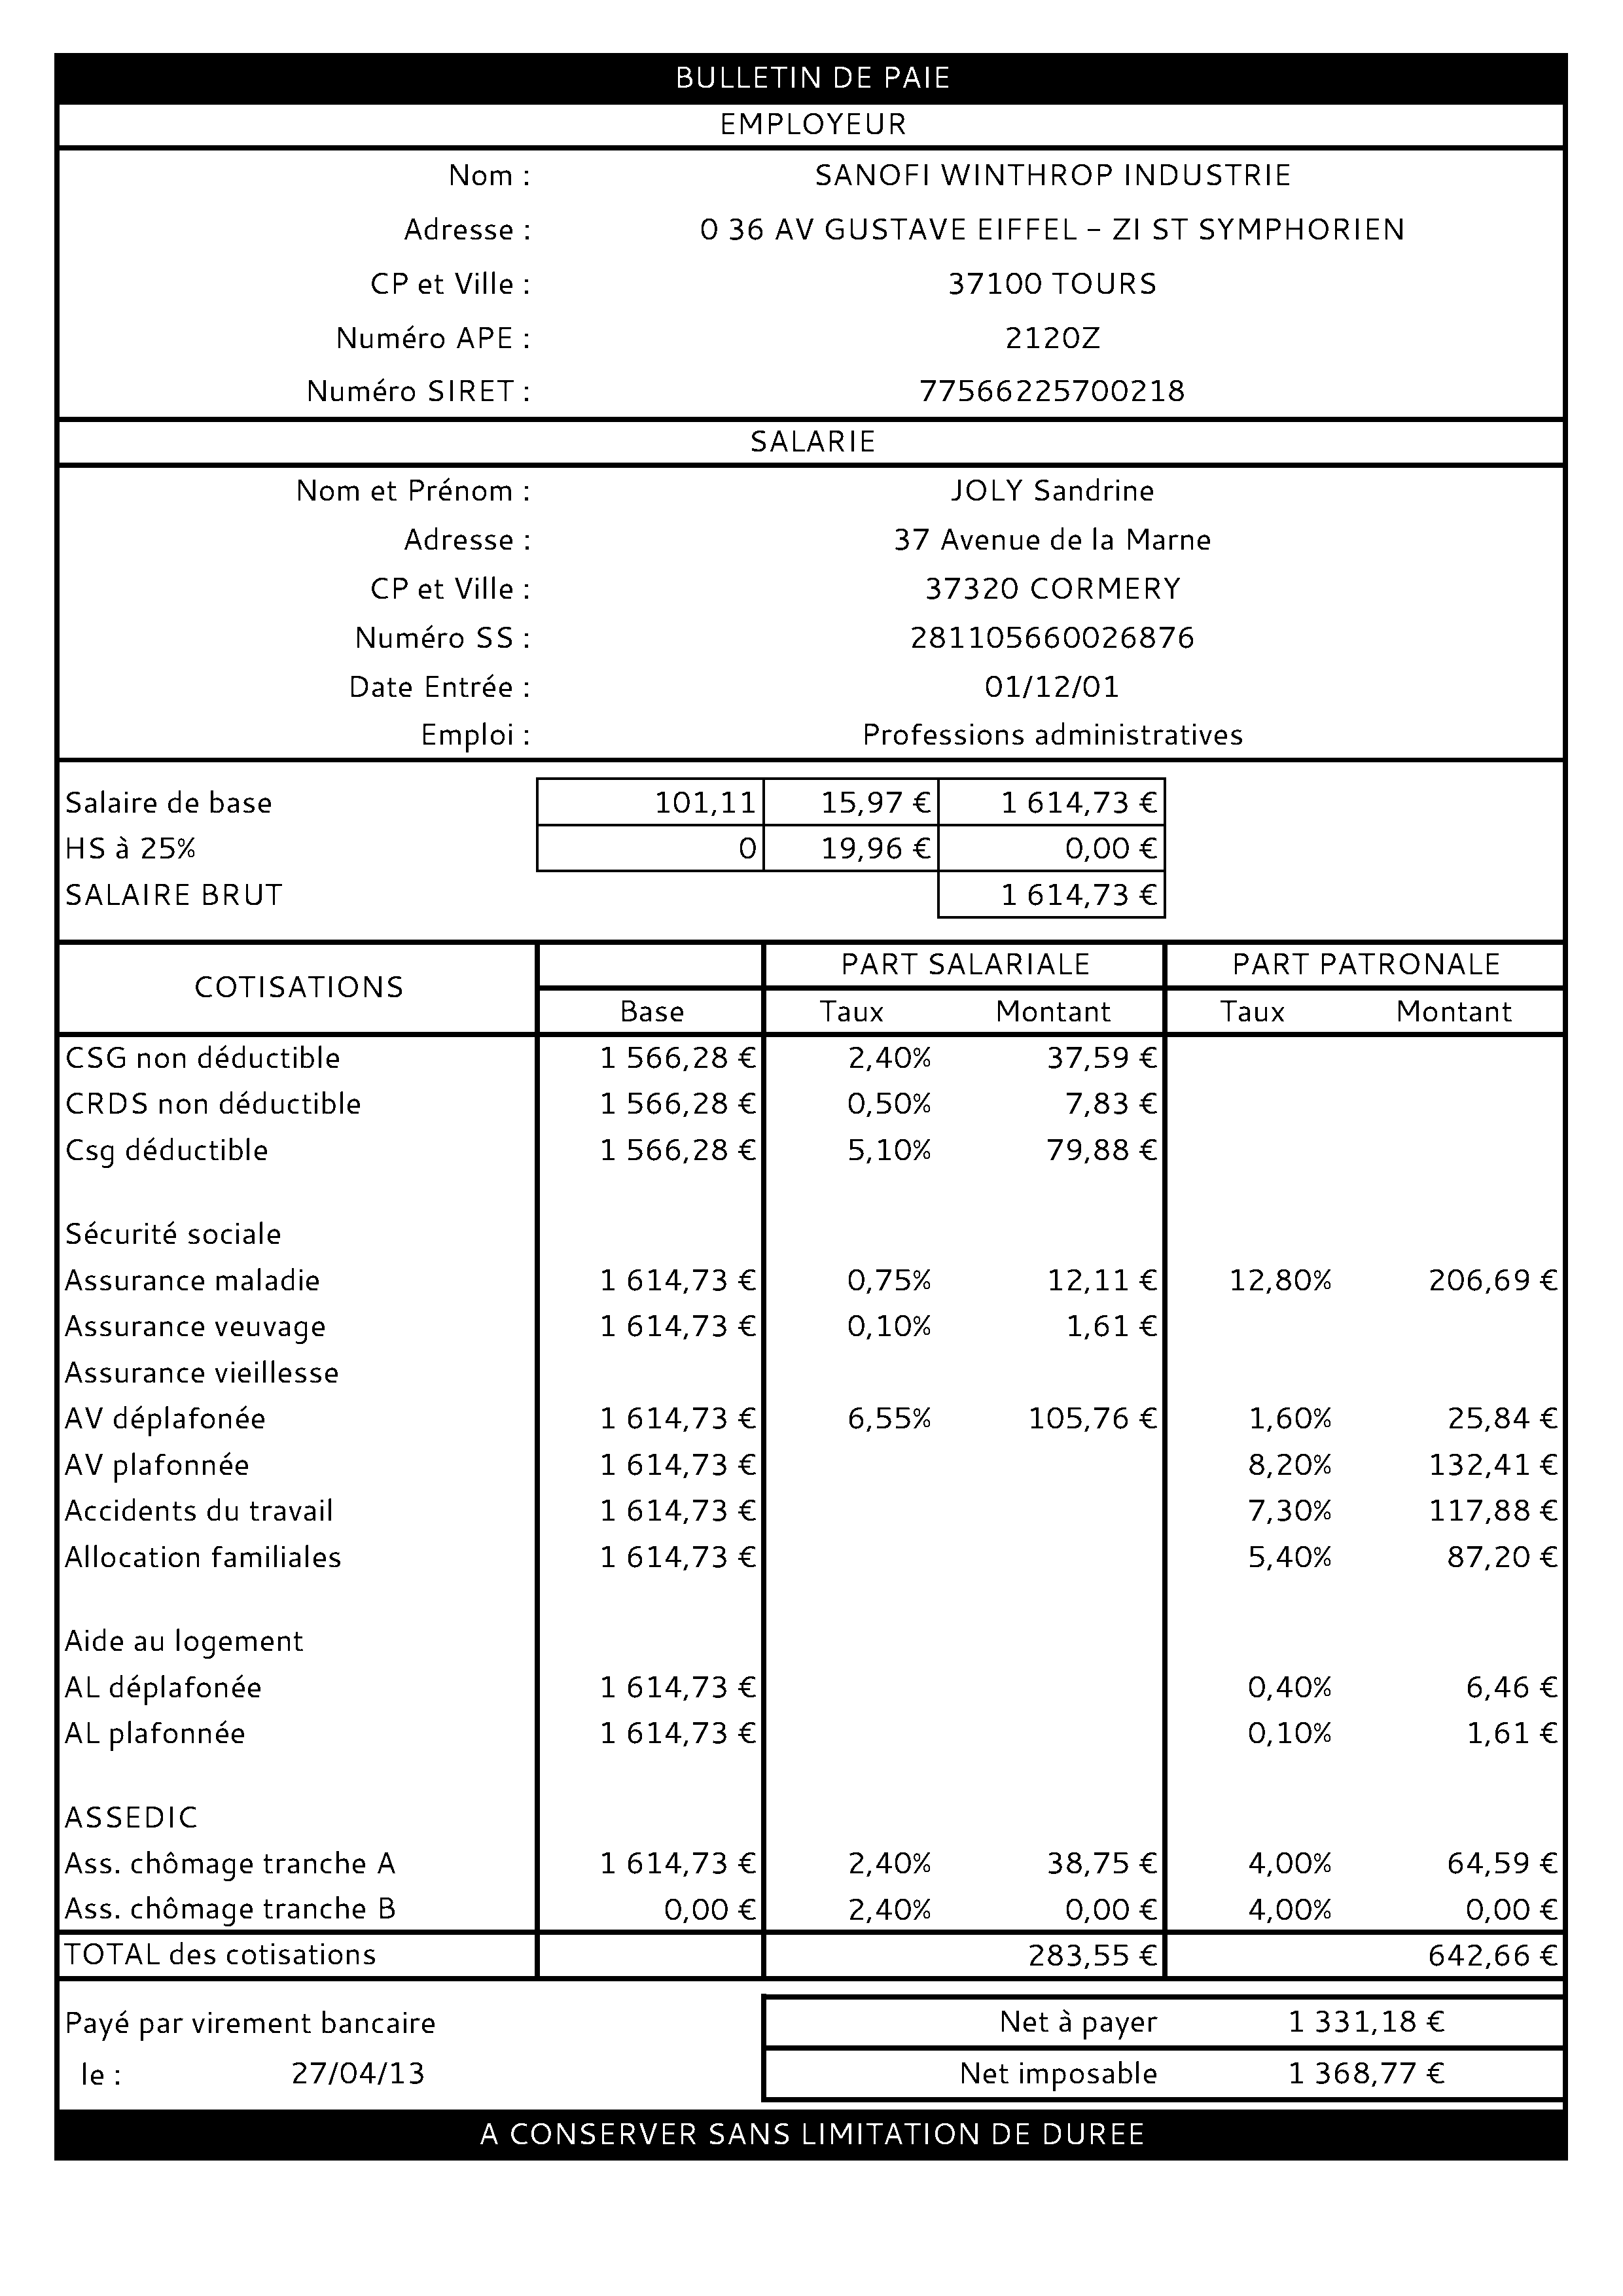 BULLETIN DE PAIE
EMPLOYEUR
Nom : SANOFI WINTHROP INDUSTRIE
Adresse : 0 36 AV GUSTAVE EIFFEL - ZI ST SYMPHORIEN
CP et Ville : 37100 TOURS
Numéro APE : 2120Z
Numéro SIRET : 77566225700218
SALARIE
Nom et Prénom : JOLY Sandrine
Adresse : 37 Avenue de la Marne
CP et Ville : 37320 CORMERY
Numéro SS : 281105660026876
Date Entrée : 01/12/01
Emploi : Professions administratives
Salaire de base 101,11 15,97 € 1 614,73 €
HS à 25% 0 19,96 € 0,00 €
SALAIRE BRUT 1 614,73 €
COTISATIONS PART SALARIALE PART PATRONALE
Base Taux Montant Taux Montant
CSG non déductible 1 566,28 € 2,40% 37,59 €
CRDS non déductible 1 566,28 € 0,50% 7,83 €
Csg déductible 1 566,28 € 5,10% 79,88 €
Sécurité sociale
Assurance maladie 1 614,73 € 0,75% 12,11 € 12,80% 206,69 €
Assurance veuvage 1 614,73 € 0,10% 1,61 €
Assurance vieillesse
AV déplafonée 1 614,73 € 6,55% 105,76 € 1,60% 25,84 €
AV plafonnée 1 614,73 € 8,20% 132,41 €
Accidents du travail 1 614,73 € 7,30% 117,88 €
Allocation familiales 1 614,73 € 5,40% 87,20 €
Aide au logement
AL déplafonée 1 614,73 € 0,40% 6,46 €
AL plafonnée 1 614,73 € 0,10% 1,61 €
ASSEDIC
Ass. chômage tranche A 1 614,73 € 2,40% 38,75 € 4,00% 64,59 €
Ass. chômage tranche B 0,00 € 2,40% 0,00 € 4,00% 0,00 €
TOTAL des cotisations 283,55 € 642,66 €
Payé par virement bancaire Net à payer 1 331,18 €
le : 27/04/13 Net imposable 1 368,77 €
A CONSERVER SANS LIMITATION DE DUREE